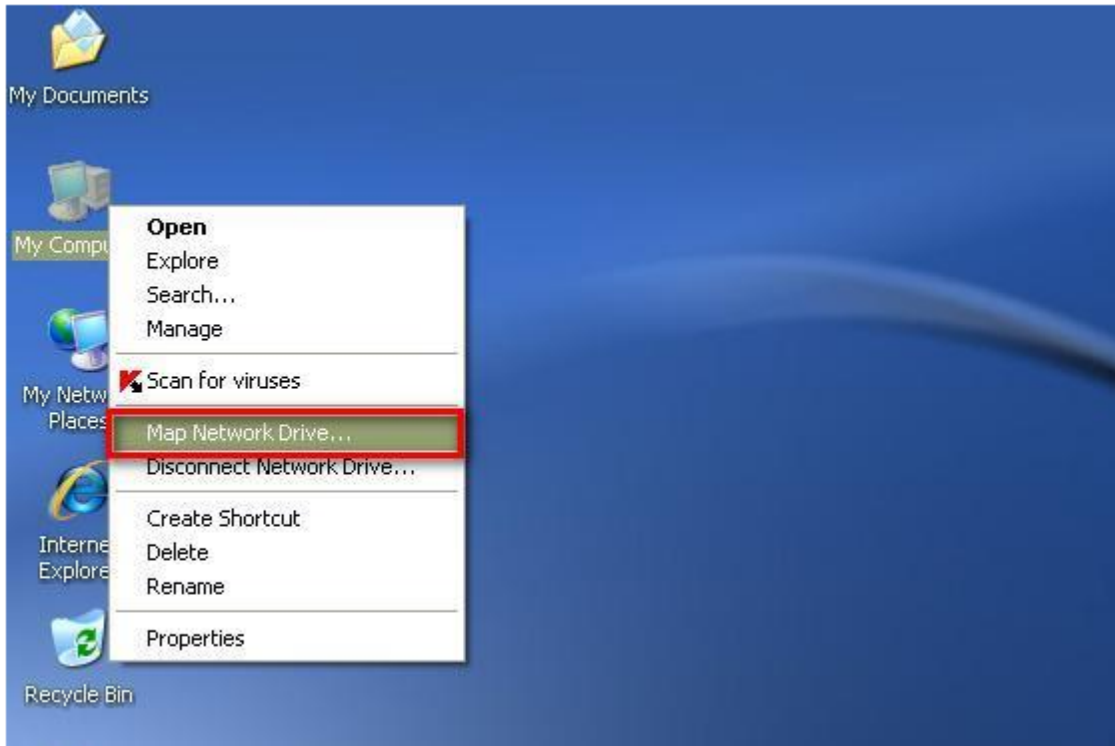 My Documents
My Compu
My Netw
Places
Interne
Explore
Recycle Bin
Open
Explore
Search...
Manage
Scan for viruses
Map Network Drive...
Disconnect Network Drive...
Create Shortcut
Delete
Rename
Properties